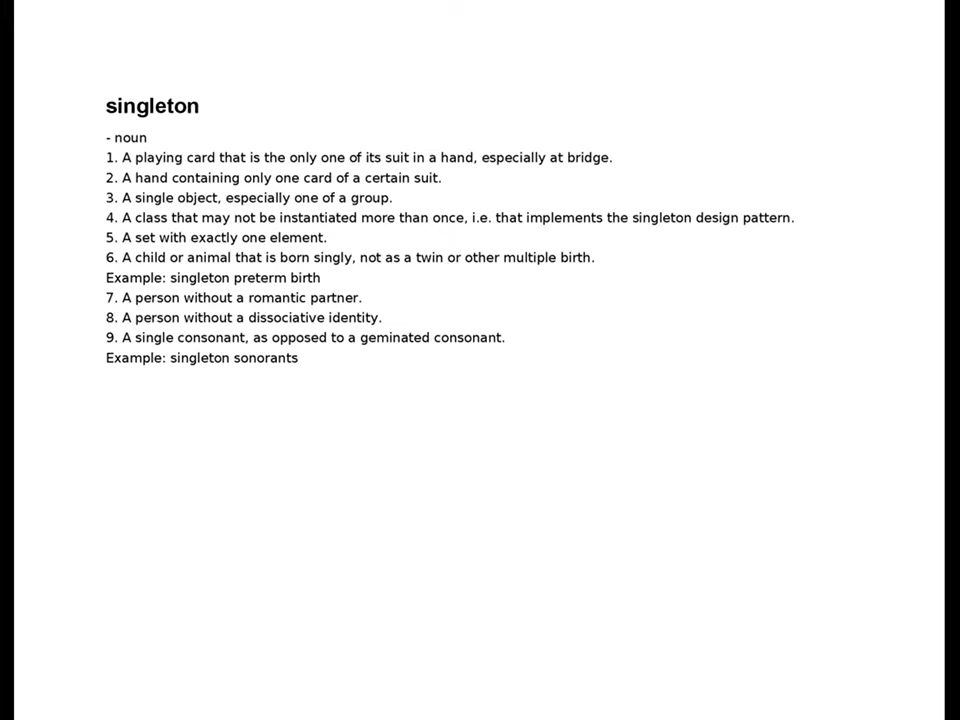 singleton
- noun
1. A playing card that is the only one of its suit in a hand, especially at bridge.
2. A hand containing only one card of a certain suit.
3. A single object, especially one of a group.
4. A class that may not be instantiated more than once, i.e. that implements the singleton design pattern.
5. A set with exactly one element.
6. A child or animal that is born singly, not as a twin or other multiple birth.
Example: singleton preterm birth
7. A person without a romantic partner.
8. A person without a dissociative identity.
9. A single consonant, as opposed to a geminated consonant.
Example: singleton sonorants